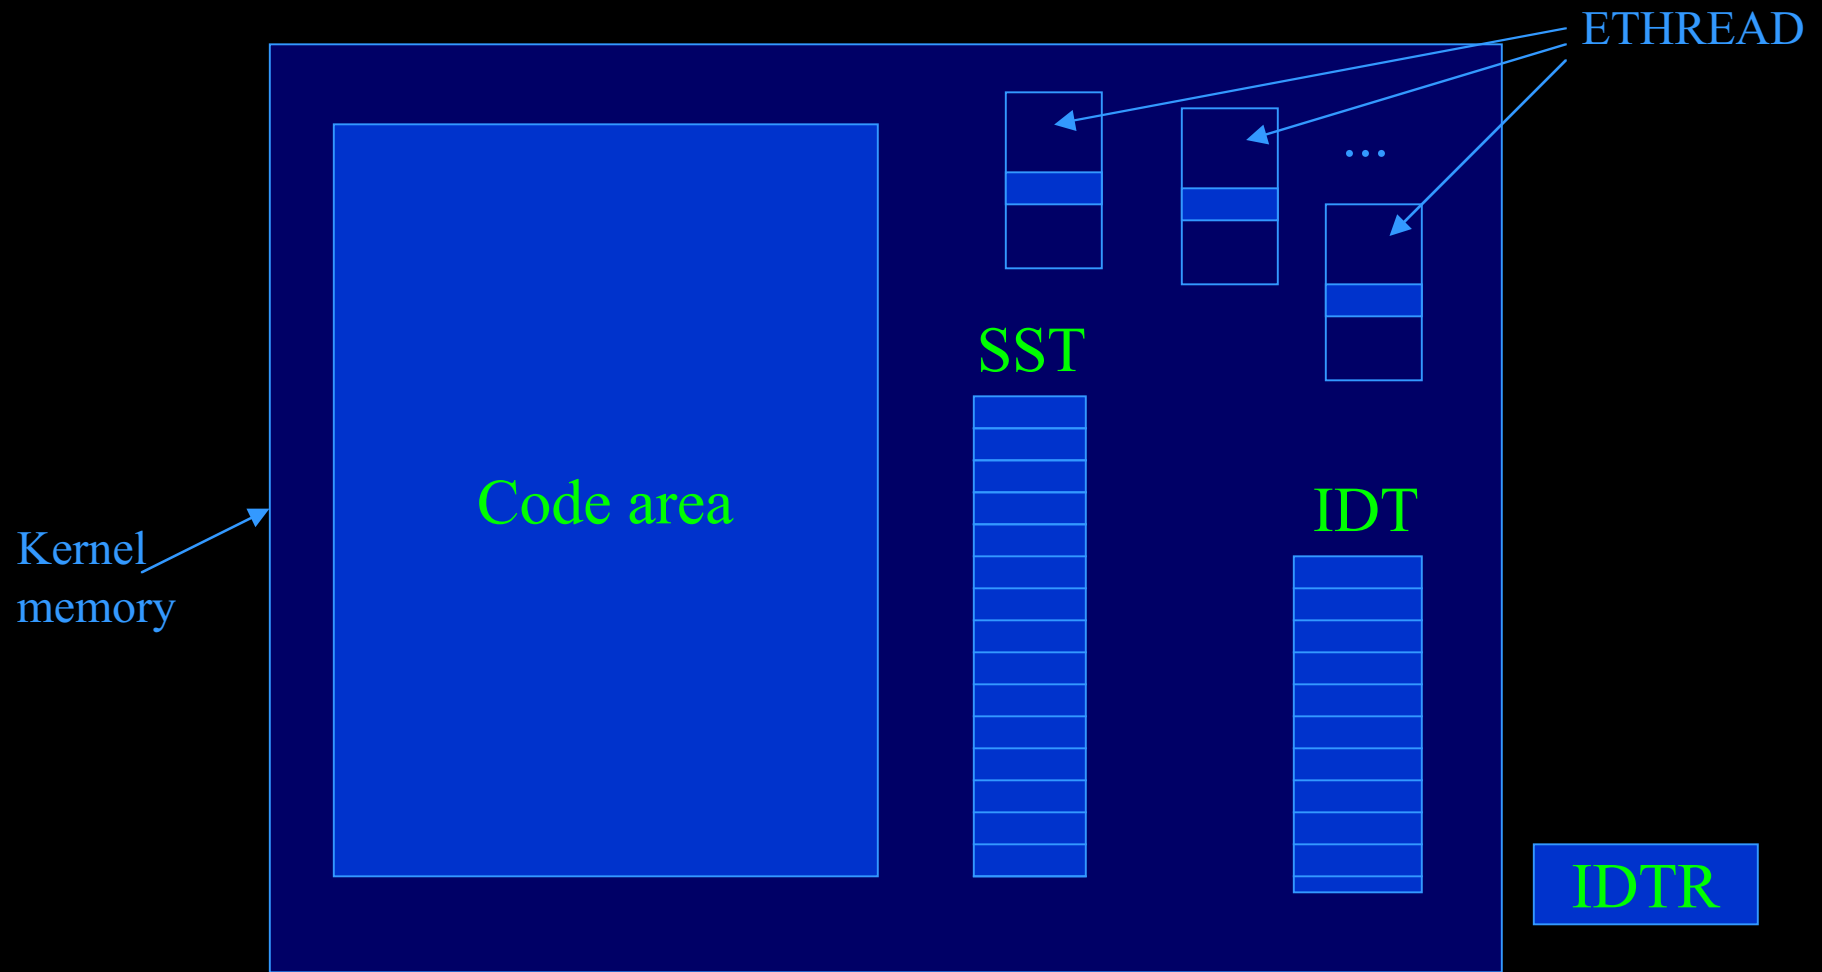 ETHREAD
...
SST
Code area
IDT
Kernel
memory
IDTR